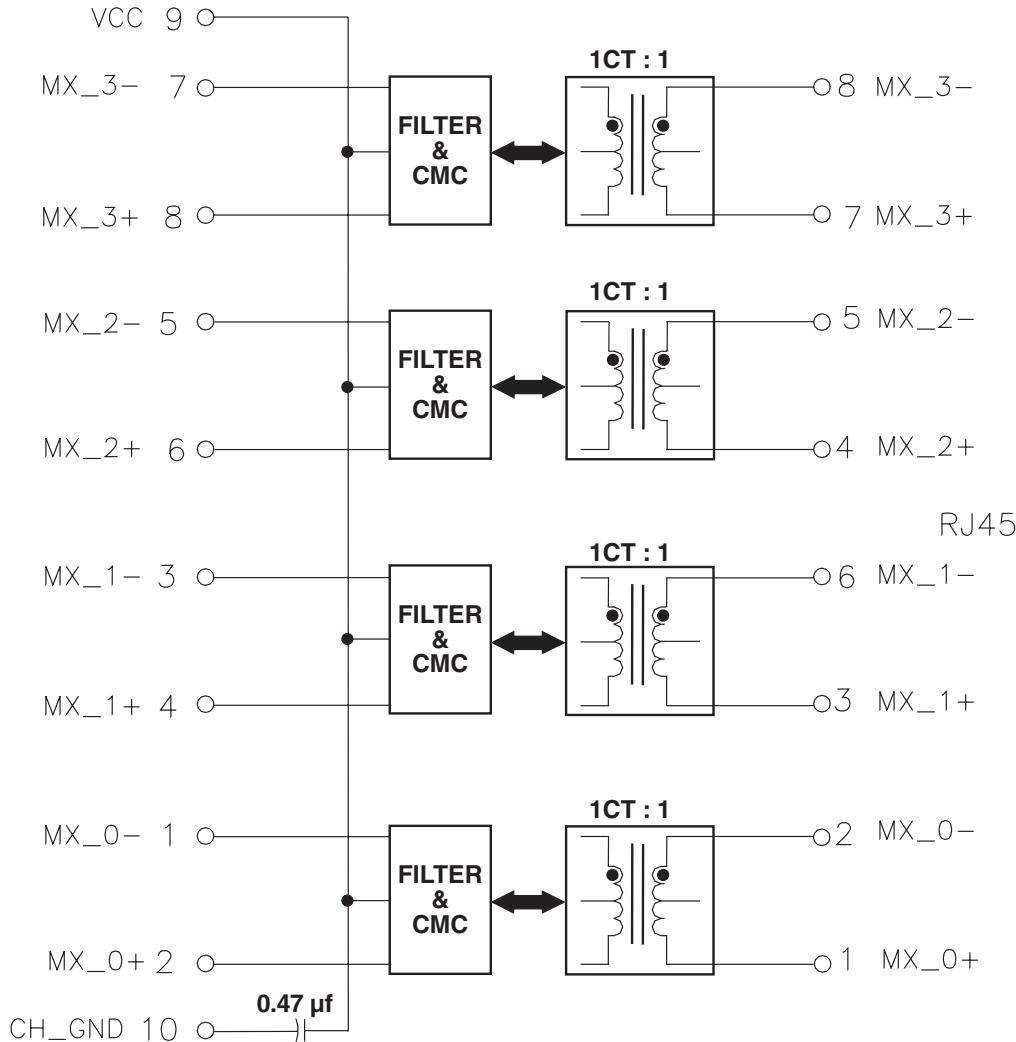 VCC 9
1CT : 1
MX_3- 7
FILTER
&
CMC
8 MX_3-
MX_3+ 8
7 MX_3+
1CT : 1
MX_2- 5
FILTER
&
CMC
5 MX_2-
MX_2+ 6
4 MX_2+
RJ45
1CT : 1
MX_1- 3
FILTER
&
CMC
6 MX_1-
MX_1+ 4
3 MX_1+
1CT : 1
MX_0- 1
FILTER
&
CMC
2 MX_0-
MX_0+ 2
1 MX_0+
0.47 µf
CH_GND 10